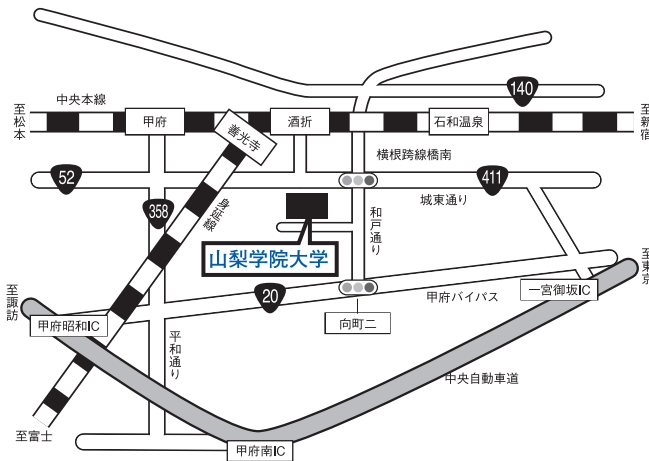 140
至松本
中央本線
甲府
善光寺
酒折
石和温泉
至新宿
横根跨線橋南
52
411
城東通り
358
身延線
和戸通り
山梨学院大学
至東京
至諏訪
20
甲府バイパス
一宮御坂IC
甲府昭和IC
向町二
平和通り
中央自動車道
至富士
甲府南IC